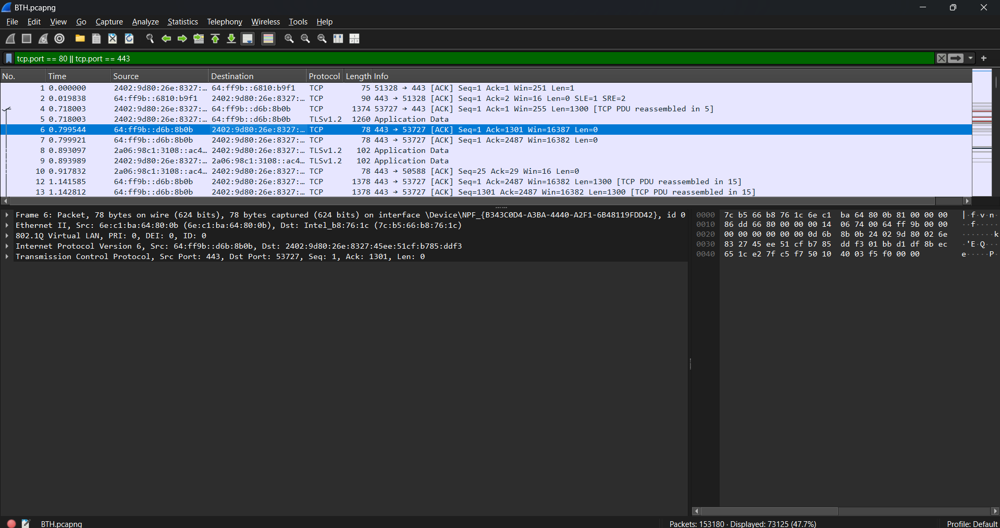 BTH.pcapng
File Edit View Go Capture Analyze Statistics Telephony Wireless Tools Help
tcp.port == 80 || tcp.port == 443
No. Time Source Destination Protocol Length Info
1 0.000000 2402:9d80:26e:8327:… 64:ff9b::6810:b9f1 TCP 75 51328 → 443 [ACK] Seq=1 Ack=1 Win=251 Len=1
2 0.019838 64:ff9b::6810:b9f1 2402:9d80:26e:8327:… TCP 90 443 → 51328 [ACK] Seq=1 Ack=2 Win=16 Len=0 SLE=1 SRE=2
4 0.718003 2402:9d80:26e:8327:… 64:ff9b::d6b:8b0b TCP 1374 53727 → 443 [ACK] Seq=1 Ack=1 Win=255 Len=1300 [TCP PDU reassembled in 5]
5 0.718003 2402:9d80:26e:8327:… 64:ff9b::d6b:8b0b TLSv1.2 1260 Application Data
6 0.799544 64:ff9b::d6b:8b0b 2402:9d80:26e:8327:… TCP 78 443 → 53727 [ACK] Seq=1 Ack=1301 Win=16387 Len=0
7 0.799921 64:ff9b::d6b:8b0b 2402:9d80:26e:8327:… TCP 78 443 → 53727 [ACK] Seq=1 Ack=2487 Win=16382 Len=0
8 0.893097 2a06:98c1:3108::ac4… 2402:9d80:26e:8327:… TLSv1.2 102 Application Data
9 0.893989 2402:9d80:26e:8327:… 2a06:98c1:3108::ac4… TLSv1.2 102 Application Data
10 0.917832 2a06:98c1:3108::ac4… 2402:9d80:26e:8327:… TCP 78 443 → 50588 [ACK] Seq=25 Ack=29 Win=16 Len=0
12 1.141585 64:ff9b::d6b:8b0b 2402:9d80:26e:8327:… TCP 1378 443 → 53727 [ACK] Seq=1 Ack=2487 Win=16382 Len=1300 [TCP PDU reassembled in 15]
13 1.142812 64:ff9b::d6b:8b0b 2402:9d80:26e:8327:… TCP 1378 443 → 53727 [ACK] Seq=1301 Ack=2487 Win=16382 Len=1300 [TCP PDU reassembled in 15]
Frame 6: Packet, 78 bytes on wire (624 bits), 78 bytes captured (624 bits) on interface \Device\NPF_{B343C0D4-A3BA-4440-A2F1-6B48119FDD42}, id 0
Ethernet II, Src: 6e:c1:ba:64:80:0b (6e:c1:ba:64:80:0b), Dst: Intel_b8:76:1c (7c:b5:66:b8:76:1c)
802.1Q Virtual LAN, PRI: 0, DEI: 0, ID: 0
Internet Protocol Version 6, Src: 64:ff9b::d6b:8b0b, Dst: 2402:9d80:26e:8327:45ee:51cf:b785:ddf3
Transmission Control Protocol, Src Port: 443, Dst Port: 53727, Seq: 1, Ack: 1301, Len: 0
0000 7c b5 66 b8 76 1c 6e c1 ba 64 80 0b 81 00 00 00 |·f·v·n·
0010 86 dd 66 80 00 00 00 14 06 74 00 64 ff 9b 00 00 ··f·····
0020 00 00 00 00 00 00 0d 6b 8b 0b 24 02 9d 80 02 6e ·······k
0030 83 27 45 ee 51 cf b7 85 dd f3 01 bb d1 df 8b ec ·'E·Q···
0040 65 1c e2 7f c5 f7 50 10 40 03 f5 f0 00 00 e·····P·
BTH.pcapng
Packets: 153180 · Displayed: 73125 (47.7%)
Profile: Default